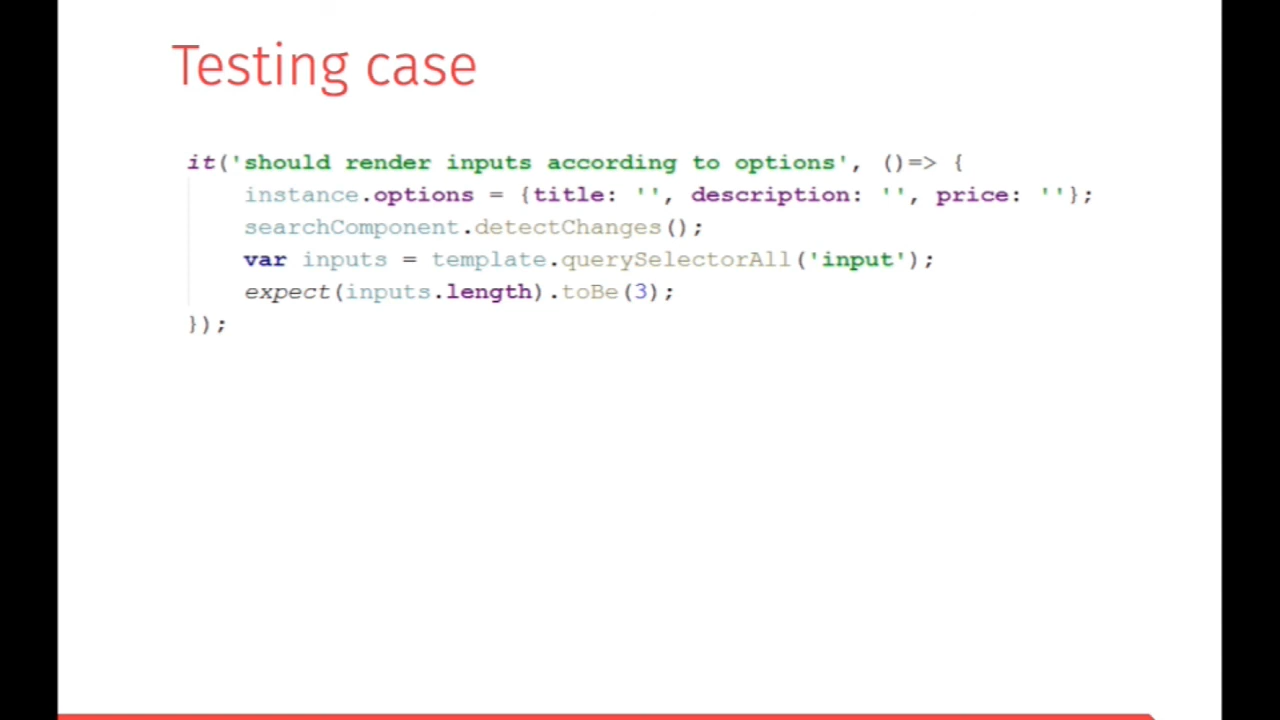 Testing case
it('should render inputs according to options', ()=> {
    instance.options = {title: '', description: '', price: ''};
    searchComponent.detectChanges();
    var inputs = template.querySelectorAll('input');
    expect(inputs.length).toBe(3);
});